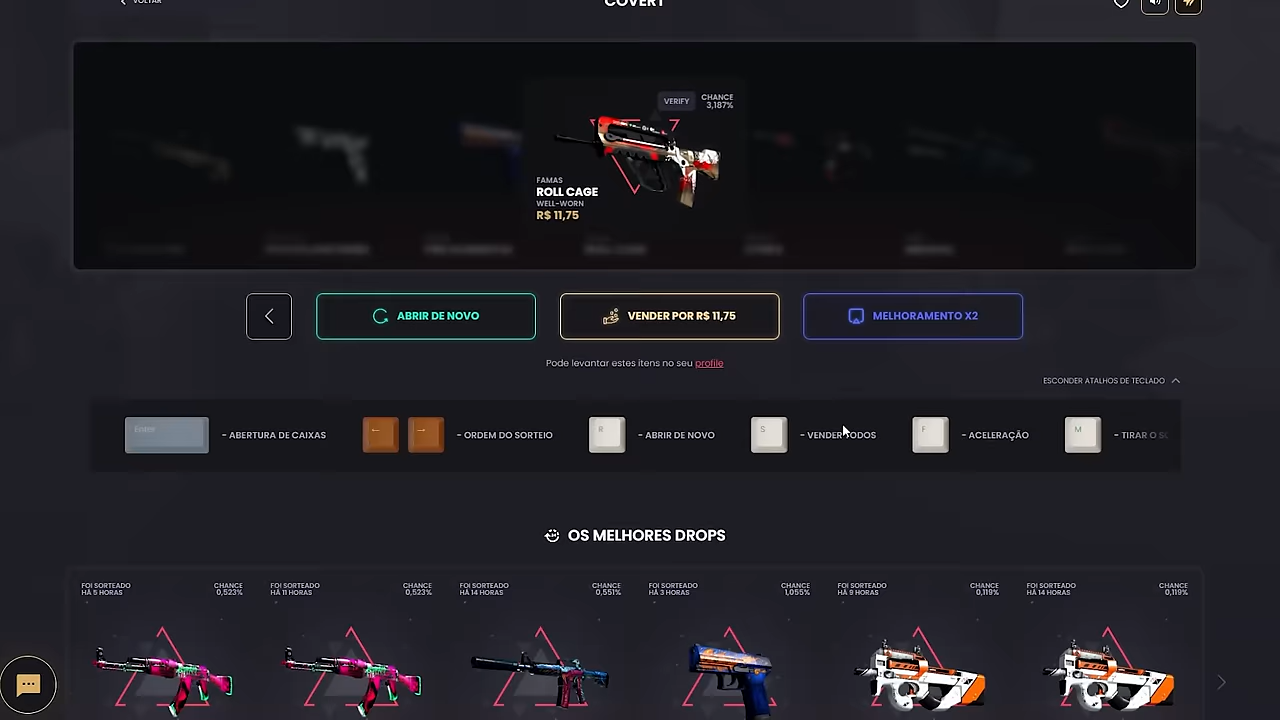 VOLTAR
COVERT
VERIFY
CHANCE
3,187%
FAMAS
ROLL CAGE
WELL-WORN
R$ 11,75
ABRIR DE NOVO
VENDER POR R$ 11,75
MELHORAMENTO X2
Pode levantar estes itens no seu profile
ESCONDER ATALHOS DE TECLADO
Enter
- ABERTURA DE CAIXAS
← →
- ORDEM DO SORTEIO
R
- ABRIR DE NOVO
S
- VENDER TODOS
F
- ACELERAÇÃO
M
- TIRAR O
OS MELHORES DROPS
FOI SORTEADO
HÁ 5 HORAS
CHANCE
0,523%
FOI SORTEADO
HÁ 11 HORAS
CHANCE
0,523%
FOI SORTEADO
HÁ 14 HORAS
CHANCE
0,551%
FOI SORTEADO
HÁ 3 HORAS
CHANCE
1,055%
FOI SORTEADO
HÁ 9 HORAS
CHANCE
0,119%
FOI SORTEADO
HÁ 14 HORAS
CHANCE
0,119%